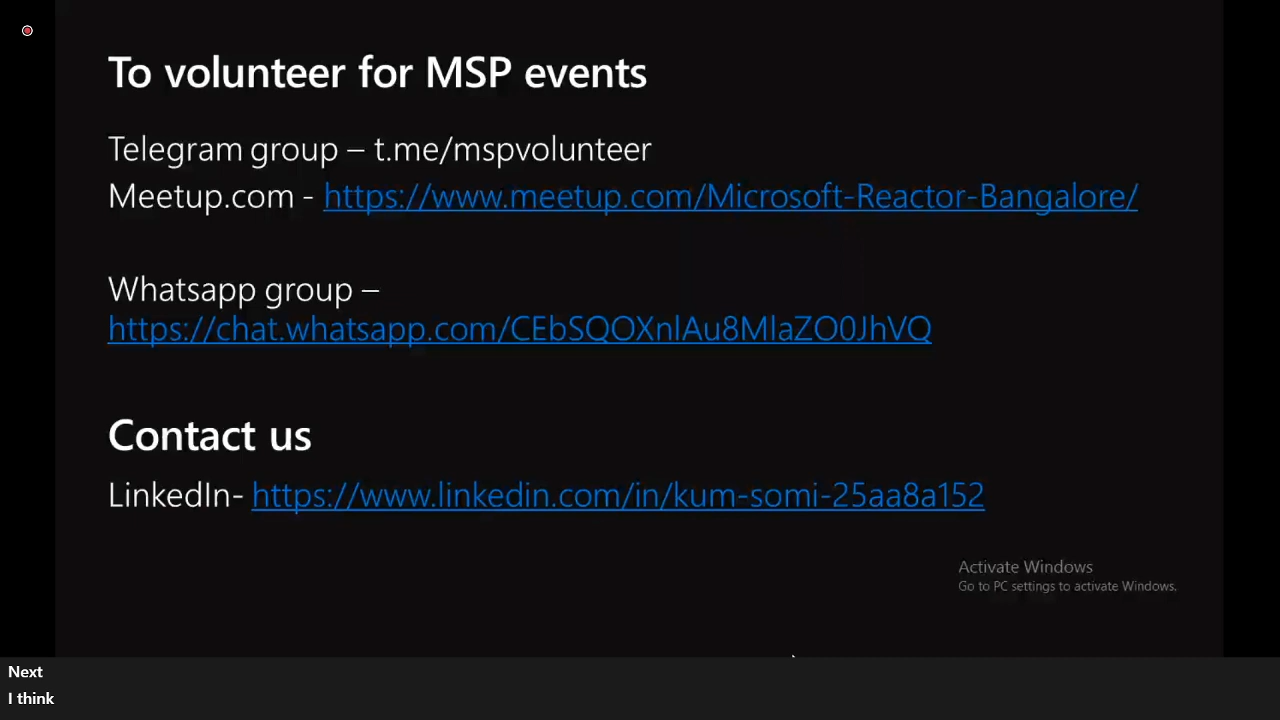 To volunteer for MSP events
Telegram group – t.me/mspvolunteer
Meetup.com - https://www.meetup.com/Microsoft-Reactor-Bangalore/
Whatsapp group –
https://chat.whatsapp.com/CEbSQOXnlAu8MlaZO0JhVQ
Contact us
LinkedIn- https://www.linkedin.com/in/kum-somi-25aa8a152
Activate Windows
Go to PC settings to activate Windows.
Next
I think